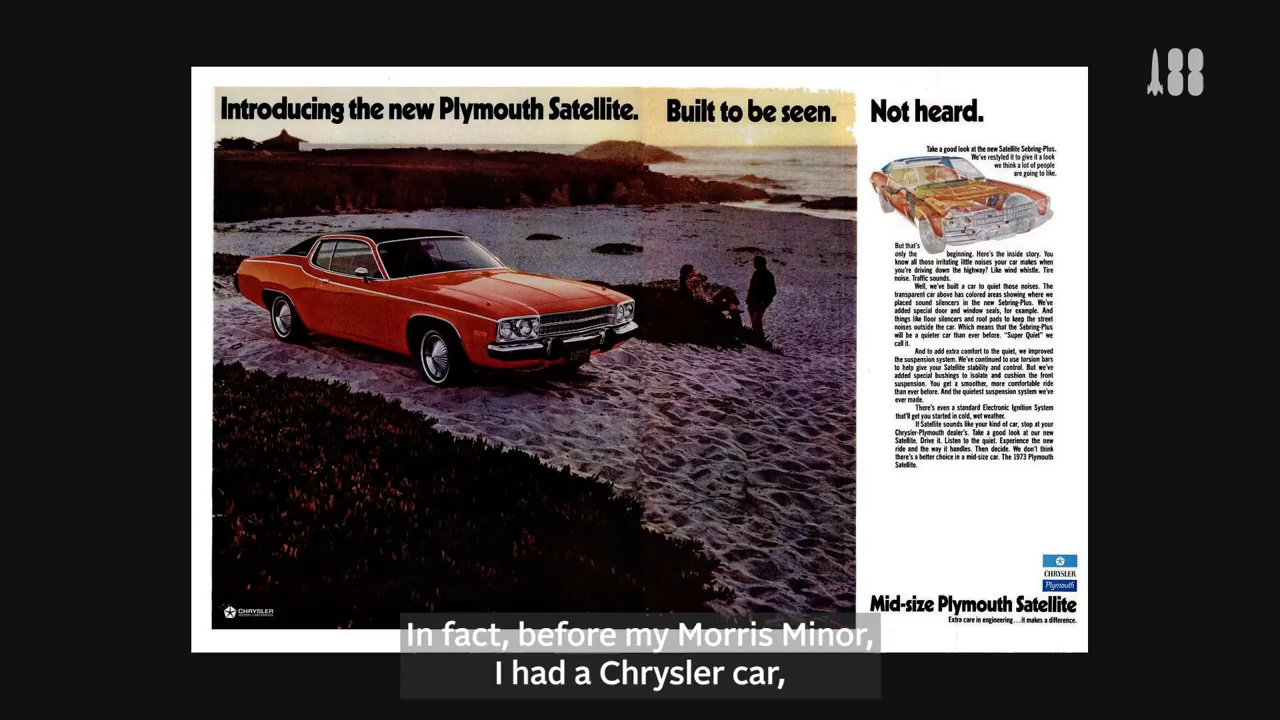 88
Introducing the new Plymouth Satellite. Built to be seen. Not heard.
Take a good look at the new Satellite Sebring-Plus.
We've restyled it to give it a look
we think a lot of people
are going to like.
But that's
only the beginning. Here's the inside story. You
know all those irritating little noises your car makes when
you're driving down the highway? Like wind whistle. Tire
noise. Traffic sounds.
Well, we've built a car to quiet those noises. The
transparent car above has colored areas showing where we
placed sound silencers in the new Sebring-Plus. We've
added special door and window seals, for example. And
things like floor silencers and roof pads to keep the street
noises outside the car. Which means that the Sebring-Plus
will be a quieter car than ever before. "Super Quiet" we
call it.
And to add extra comfort to the quiet, we improved
the suspension system. We've continued to use torsion bars
to help give your Satellite stability and control. But we've
added special bushings to isolate and cushion the front
suspension. You get a smoother, more comfortable ride
than ever before. And the quietest suspension system we've
ever made.
There's even a standard Electronic Ignition System
that'll get you started in cold, wet weather.
If Satellite sounds like your kind of car, stop at your
Chrysler-Plymouth dealer's. Take a good look at our new
Satellite. Drive it. Listen to the quiet. Experience the new
ride and the way it handles. Then decide. We don't think
there's a better choice in a mid-size car. The 1973 Plymouth
Satellite.
CHRYSLER
Plymouth
Mid-size Plymouth Satellite
Extra care in engineering...it makes a difference.
CHRYSLER
In fact, before my Morris Minor,
I had a Chrysler car,